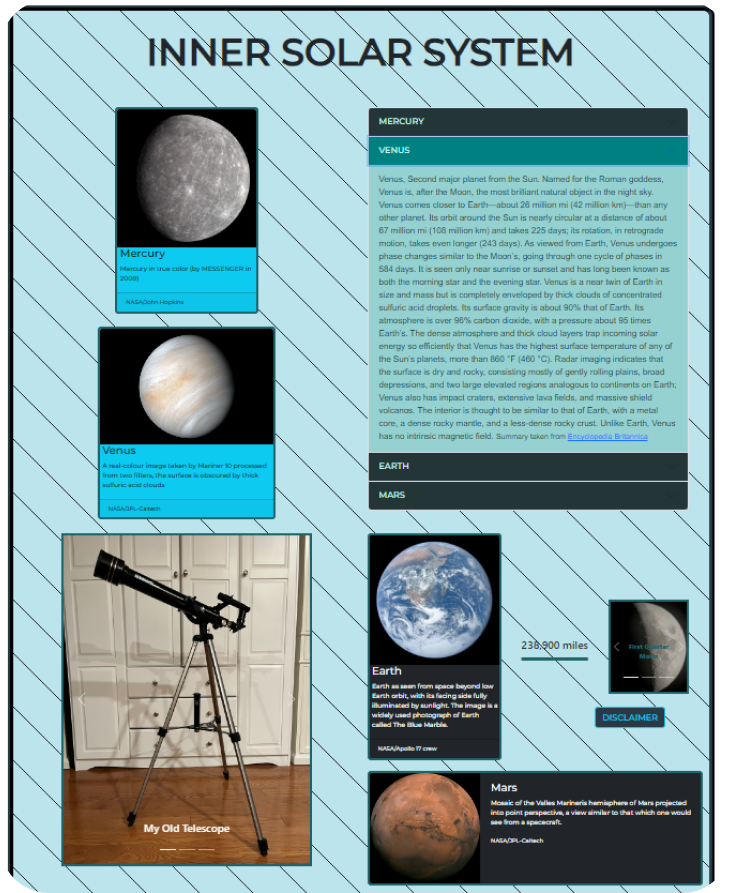 INNER SOLAR SYSTEM
Mercury
Mercury in true color (by MESSENGER in
2008)
NASA/John Hopkins
Venus
A real-colour image taken by Mariner 10 processed
from two filters, the surface is obscured by thick
sulfuric acid clouds
NASA/JPL-Caltech
My Old Telescope
MERCURY
VENUS
Venus, Second major planet from the Sun. Named for the Roman goddess,
Venus is, after the Moon, the most brilliant natural object in the night sky.
Venus comes closer to Earth—about 26 million mi (42 million km)—than any
other planet. Its orbit around the Sun is nearly circular at a distance of about
67 million mi (108 million km) and takes 225 days; its rotation, in retrograde
motion, takes even longer (243 days). As viewed from Earth, Venus undergoes
phase changes similar to the Moon's, going through one cycle of phases in
584 days. It is seen only near sunrise or sunset and has long been known as
both the morning star and the evening star. Venus is a near twin of Earth in
size and mass but is completely enveloped by thick clouds of concentrated
sulfuric acid droplets. Its surface gravity is about 90% that of Earth. Its
atmosphere is over 96% carbon dioxide, with a pressure about 95 times
Earth's. The dense atmosphere and thick cloud layers trap incoming solar
energy so efficiently that Venus has the highest surface temperature of any of
the Sun's planets, more than 860 °F (460 °C). Radar imaging indicates that
the surface is dry and rocky, consisting mostly of gently rolling plains, broad
depressions, and two large elevated regions analogous to continents on Earth;
Venus also has impact craters, extensive lava fields, and massive shield
volcanos. The interior is thought to be similar to that of Earth, with a metal
core, a dense rocky mantle, and a less-dense rocky crust. Unlike Earth, Venus
has no intrinsic magnetic field. Summary taken from Encyclopedia Britannica
EARTH
MARS
Earth
Earth as seen from space beyond low
Earth orbit, with its facing side fully
illuminated by sunlight. The image is a
widely used photograph of Earth
called The Blue Marble.
NASA/Apollo 17 crew
238,900 miles
First Quarter
Moon
DISCLAIMER
Mars
Mosaic of the Valles Marineris hemisphere of Mars projected
into point perspective, a view similar to that which one would
see from a spacecraft.
NASA/JPL-Caltech